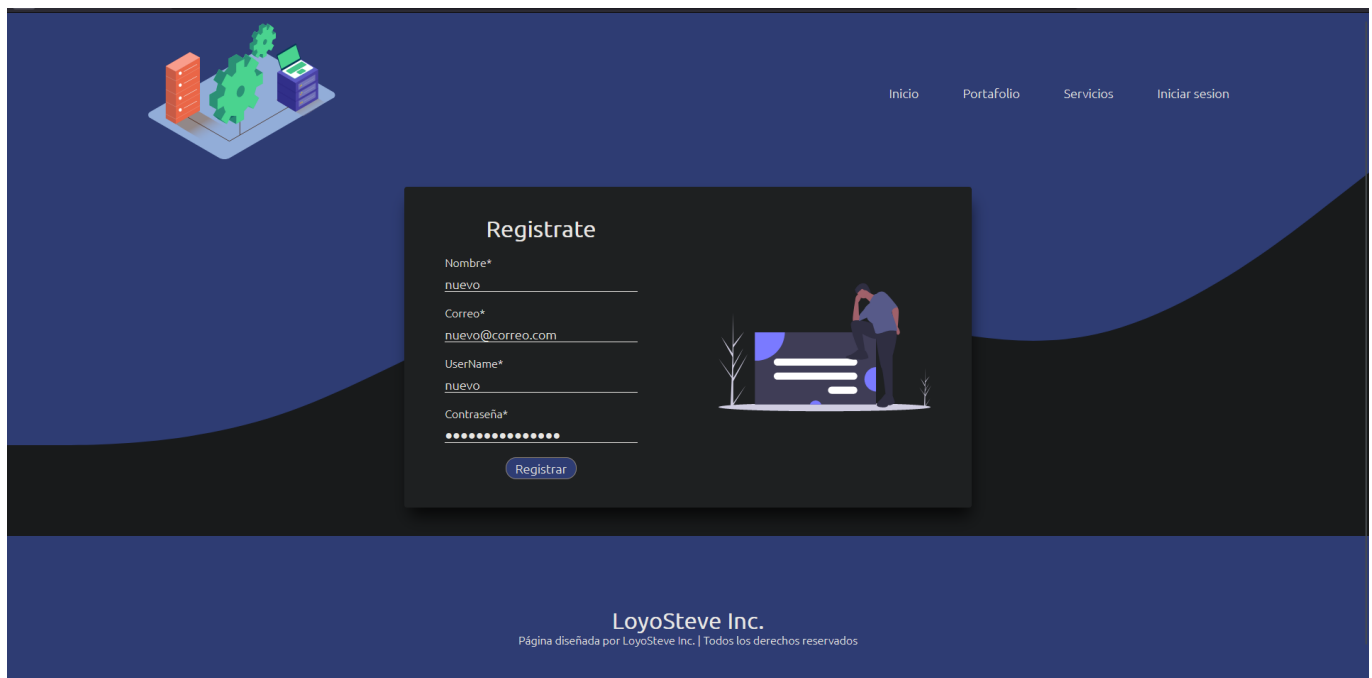 Inicio Portafolio Servicios Iniciar sesion
Registrate
Nombre*
nuevo
Correo*
nuevo@correo.com
UserName*
nuevo
Contraseña*
●●●●●●●●●●●●●●●
Registrar
LoyoSteve Inc.
Página diseñada por LoyoSteve Inc. | Todos los derechos reservados